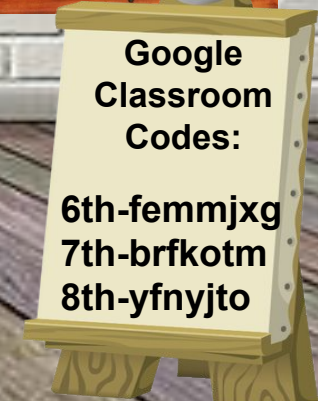 Google
Classroom
Codes:
6th-femmjxg
7th-brfkotm
8th-yfnyjto